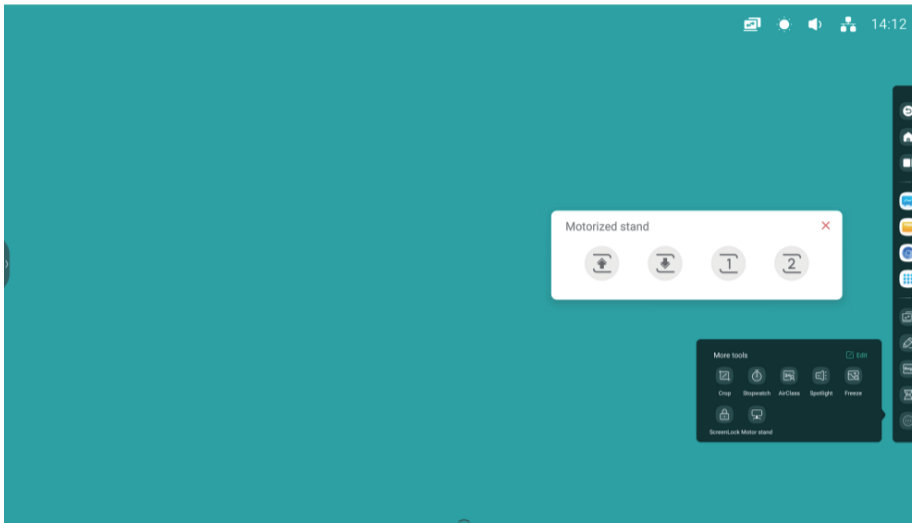 14:12
Motorized stand
1
2
More tools
Edit
Crop Stopwatch AirClass Spotlight Freeze
ScreenLock Motor stand